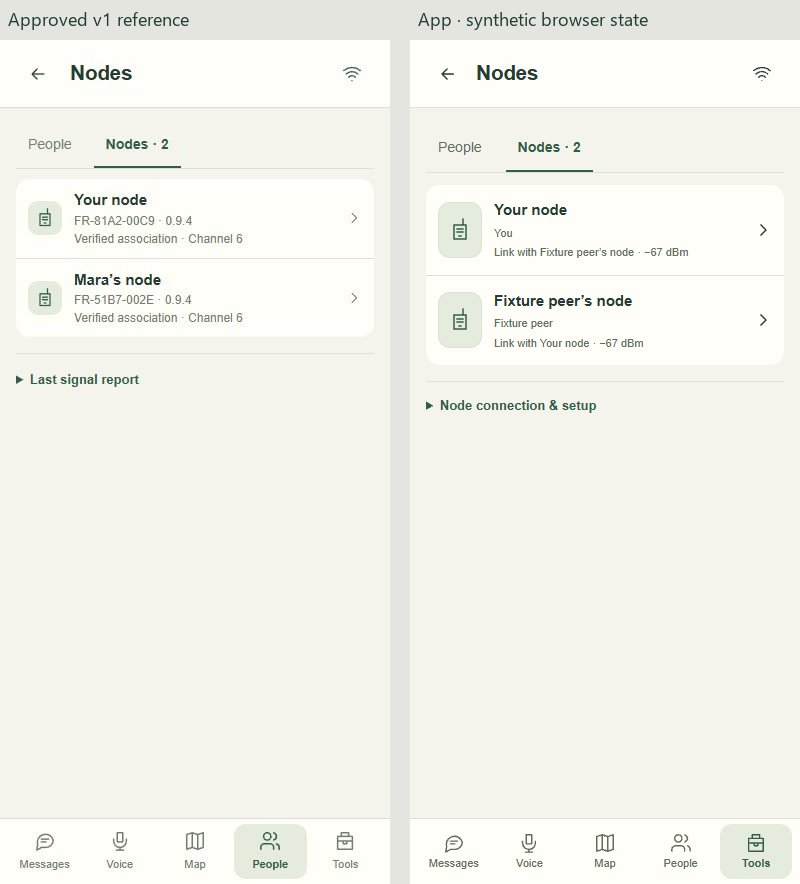 Approved v1 reference
Nodes
People
Nodes · 2
Your node
FR-81A2-00C9 · 0.9.4
Verified association · Channel 6
Mara’s node
FR-51B7-002E · 0.9.4
Verified association · Channel 6
Last signal report
Messages
Voice
Map
People
Tools
App · synthetic browser state
Nodes
People
Nodes · 2
Your node
You
Link with Fixture peer’s node · −67 dBm
Fixture peer’s node
Fixture peer
Link with Your node · −67 dBm
Node connection & setup
Messages
Voice
Map
People
Tools